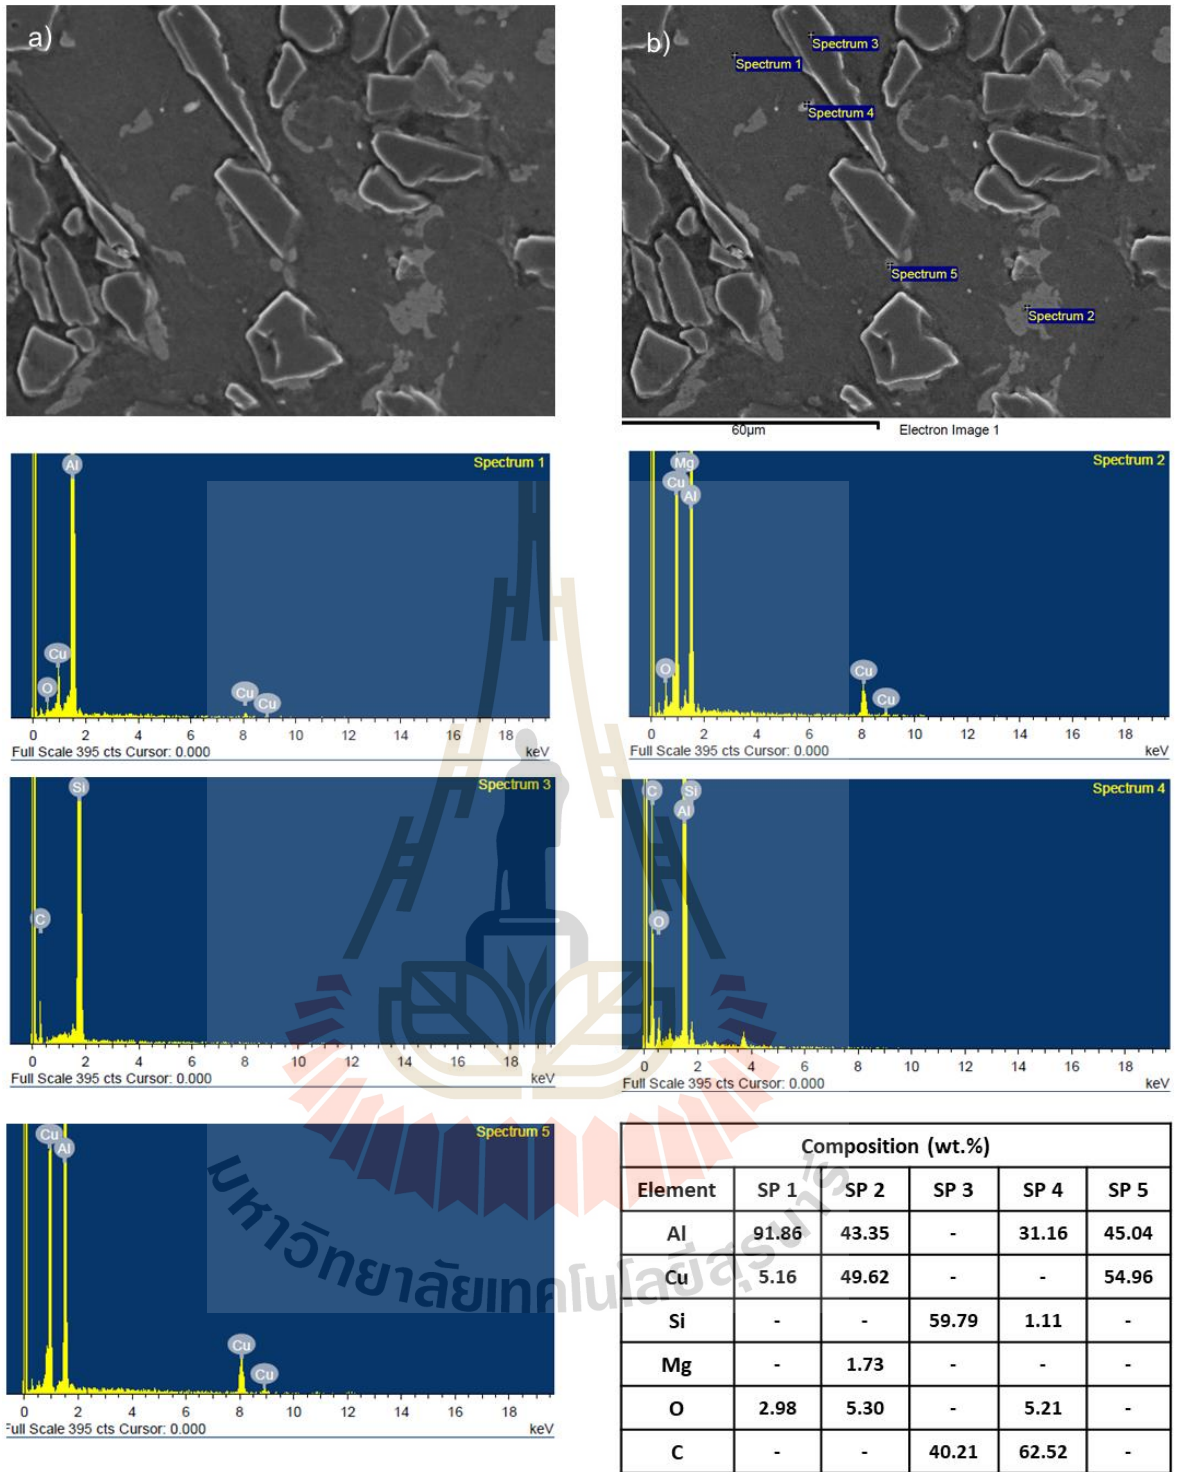 a)
b)
Spectrum 3
Spectrum 1
Spectrum 4
Spectrum 5
Spectrum 2
60µm
Electron Image 1
Spectrum 1
Al
Cu
O
Cu
Cu
0 2 4 6 8 10 12 14 16 18
Full Scale 395 cts Cursor: 0.000
keV
Spectrum 2
Mg
Cu
Al
O
Cu
Cu
0 2 4 6 8 10 12 14 16 18
Full Scale 395 cts Cursor: 0.000
keV
Spectrum 3
Si
C
0 2 4 6 8 10 12 14 16 18
Full Scale 395 cts Cursor: 0.000
keV
Spectrum 4
C
Si
Al
O
0 2 4 6 8 10 12 14 16 18
Full Scale 395 cts Cursor: 0.000
keV
Spectrum 5
Cu
Al
Cu
Cu
0 2 4 6 8 10 12 14 16 18
Full Scale 395 cts Cursor: 0.000
keV
Composition (wt.%)
Element SP 1 SP 2 SP 3 SP 4 SP 5
Al 91.86 43.35 - 31.16 45.04
Cu 5.16 49.62 - - 54.96
Si - - 59.79 1.11 -
Mg - 1.73 - - -
O 2.98 5.30 - 5.21 -
C - - 40.21 62.52 -
มหาวิทยาลัยเทคโนโลยีสุรนารี